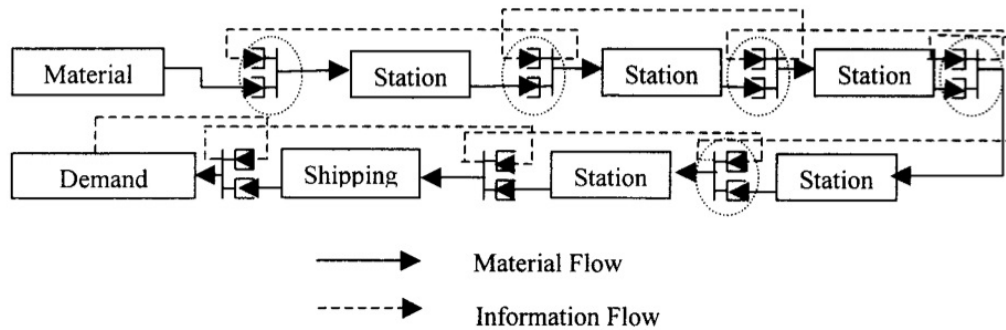 Material
Station
Station
Station
Demand
Shipping
Station
Station
Material Flow
Information Flow